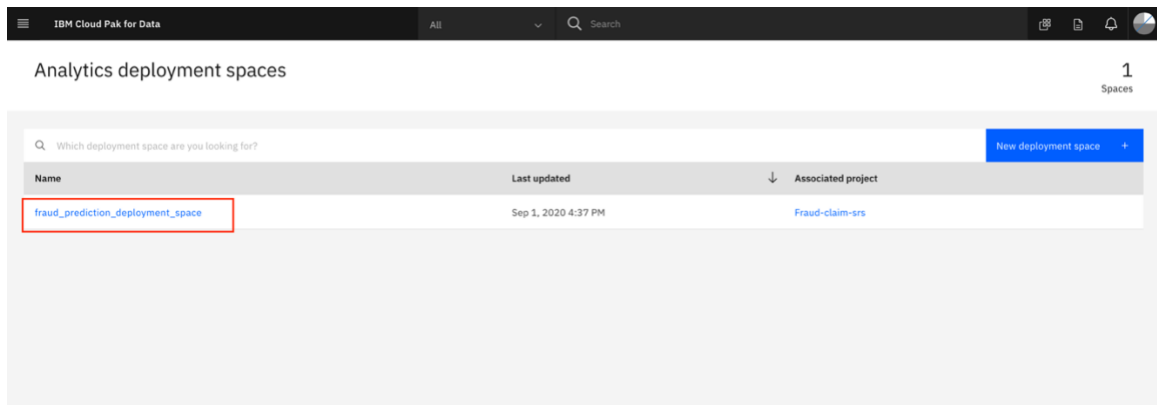 IBM Cloud Pak for Data All Search
Analytics deployment spaces
1
Spaces
Which deployment space are you looking for? New deployment space +
Name Last updated Associated project
fraud_prediction_deployment_space Sep 1, 2020 4:37 PM Fraud-claim-srs